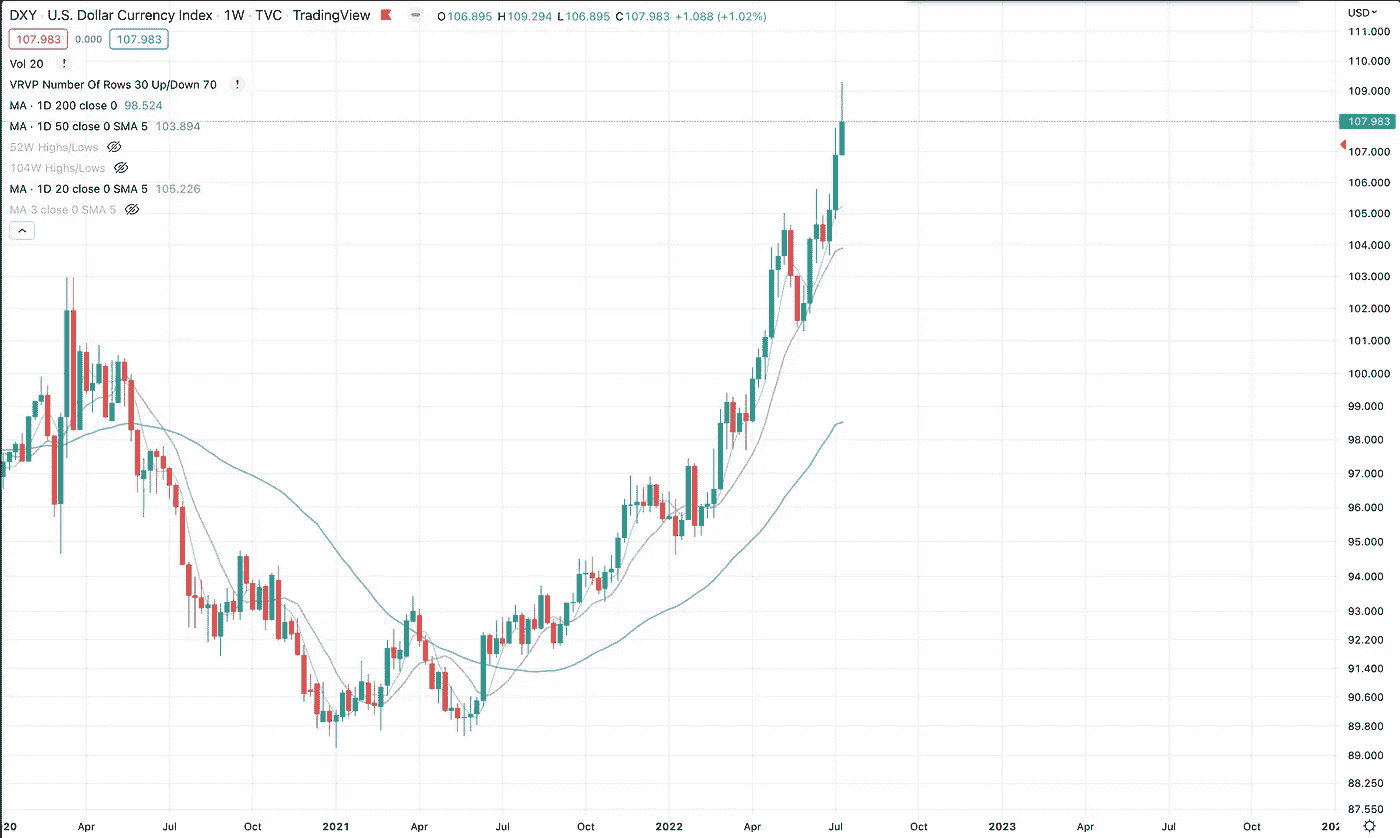 DXY · U.S. Dollar Currency Index · 1W · TVC · TradingView O106.895 H109.294 L106.895 C107.983 +1.088 (+1.02%)
107.983 0.000 107.983
Vol 20 !
VRVP Number Of Rows 30 Up/Down 70 !
MA · 1D 200 close 0 98.524
MA · 1D 50 close 0 SMA 5 103.894
52W Highs/Lows
104W Highs/Lows
MA · 1D 20 close 0 SMA 5 105.226
MA 3 close 0 SMA 5
USD
111.000
110.000
109.000
107.983
107.000
106.000
105.000
104.000
103.000
102.000
101.000
100.000
99.000
98.000
97.000
96.000
95.000
94.000
93.000
92.200
91.400
90.600
89.800
89.000
88.250
87.550
20 Apr Jul Oct 2021 Apr Jul Oct 2022 Apr Jul Oct 2023 Apr Jul Oct 202